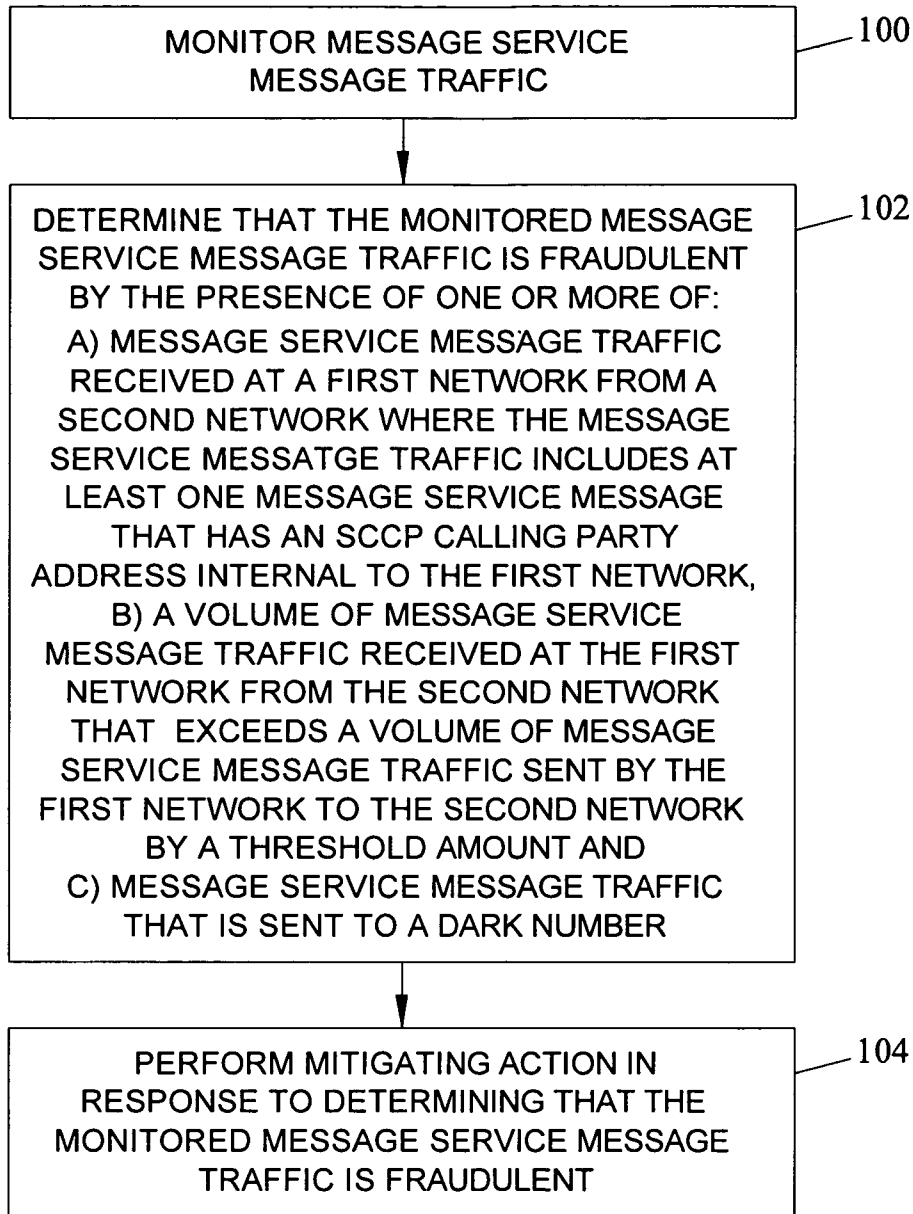 MONITOR MESSAGE SERVICE
MESSAGE TRAFFIC
100
DETERMINE THAT THE MONITORED MESSAGE
SERVICE MESSAGE TRAFFIC IS FRAUDULENT
BY THE PRESENCE OF ONE OR MORE OF:
A) MESSAGE SERVICE MESSAGE TRAFFIC
RECEIVED AT A FIRST NETWORK FROM A
SECOND NETWORK WHERE THE MESSAGE
SERVICE MESSATGE TRAFFIC INCLUDES AT
LEAST ONE MESSAGE SERVICE MESSAGE
THAT HAS AN SCCP CALLING PARTY
ADDRESS INTERNAL TO THE FIRST NETWORK,
B) A VOLUME OF MESSAGE SERVICE
MESSAGE TRAFFIC RECEIVED AT THE FIRST
NETWORK FROM THE SECOND NETWORK
THAT EXCEEDS A VOLUME OF MESSAGE
SERVICE MESSAGE TRAFFIC SENT BY THE
FIRST NETWORK TO THE SECOND NETWORK
BY A THRESHOLD AMOUNT AND
C) MESSAGE SERVICE MESSAGE TRAFFIC
THAT IS SENT TO A DARK NUMBER
102
PERFORM MITIGATING ACTION IN
RESPONSE TO DETERMINING THAT THE
MONITORED MESSAGE SERVICE MESSAGE
TRAFFIC IS FRAUDULENT
104